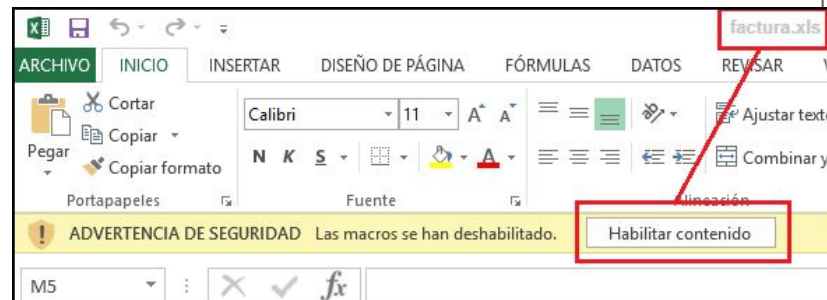 factura.xls
ARCHIVO INICIO INSERTAR DISEÑO DE PÁGINA FÓRMULAS DATOS REVISAR
Cortar
Copiar
Copiar formato
Pegar
Calibri 11 A A
N K S A
Ajustar texto
Combinar y
Portapapeles Fuente Alineación
ADVERTENCIA DE SEGURIDAD Las macros se han deshabilitado. Habilitar contenido
M5 fx